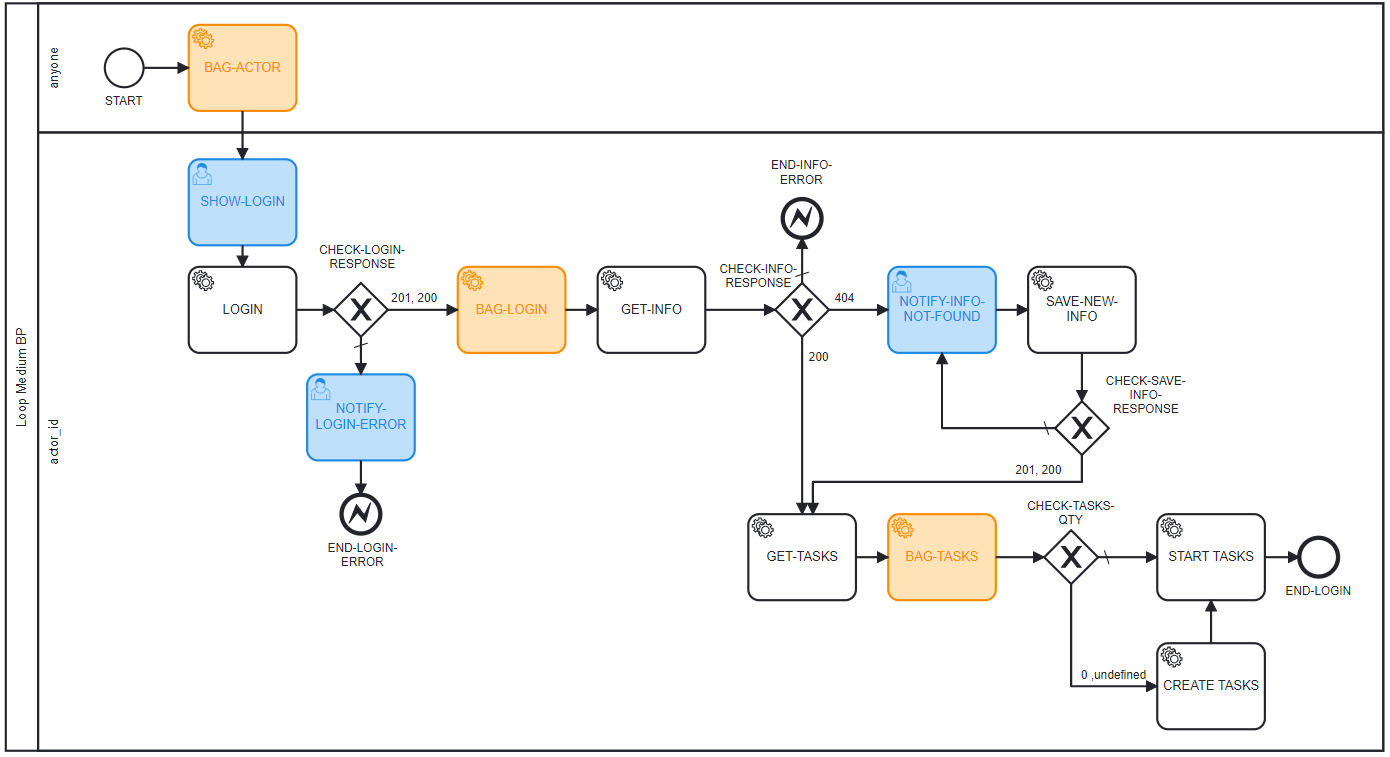 Loop Medium BP
anyone
START
BAG-ACTOR
actor_id
SHOW-LOGIN
LOGIN
CHECK-LOGIN-
RESPONSE
201, 200
NOTIFY-
LOGIN-ERROR
END-LOGIN-
ERROR
BAG-LOGIN
GET-INFO
CHECK-INFO-
RESPONSE
END-INFO-
ERROR
404
200
NOTIFY-INFO-
NOT-FOUND
SAVE-NEW-
INFO
CHECK-SAVE-
INFO-
RESPONSE
201, 200
GET-TASKS
BAG-TASKS
CHECK-TASKS-
QTY
START TASKS
END-LOGIN
0 ,undefined
CREATE TASKS